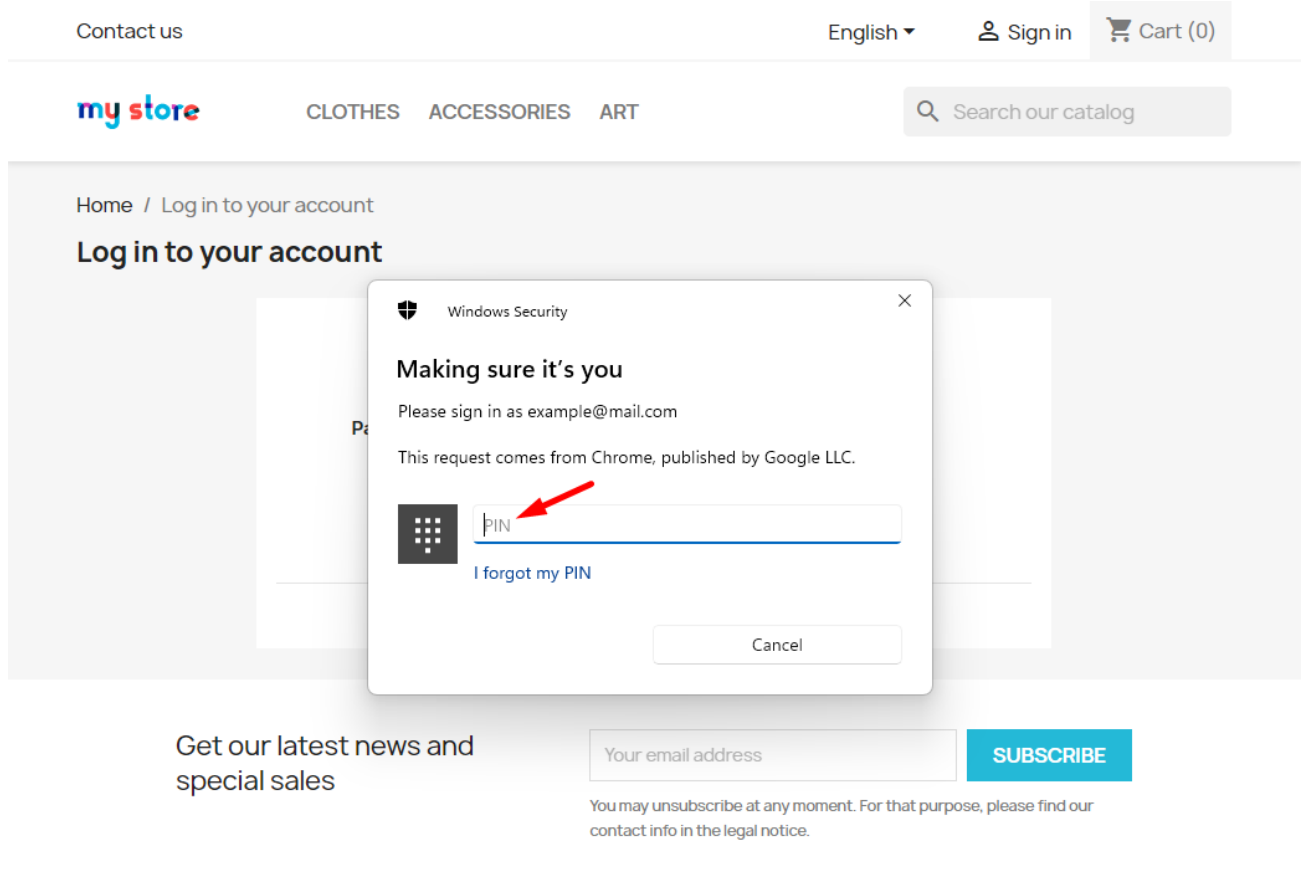 Contact us
English
Sign in
Cart (0)
my store
CLOTHES ACCESSORIES ART
Search our catalog
Home / Log in to your account
Log in to your account
Windows Security
Making sure it's you
Please sign in as example@mail.com
Pa
This request comes from Chrome, published by Google LLC.
PIN
I forgot my PIN
Cancel
Get our latest news and
special sales
Your email address
SUBSCRIBE
You may unsubscribe at any moment. For that purpose, please find our
contact info in the legal notice.